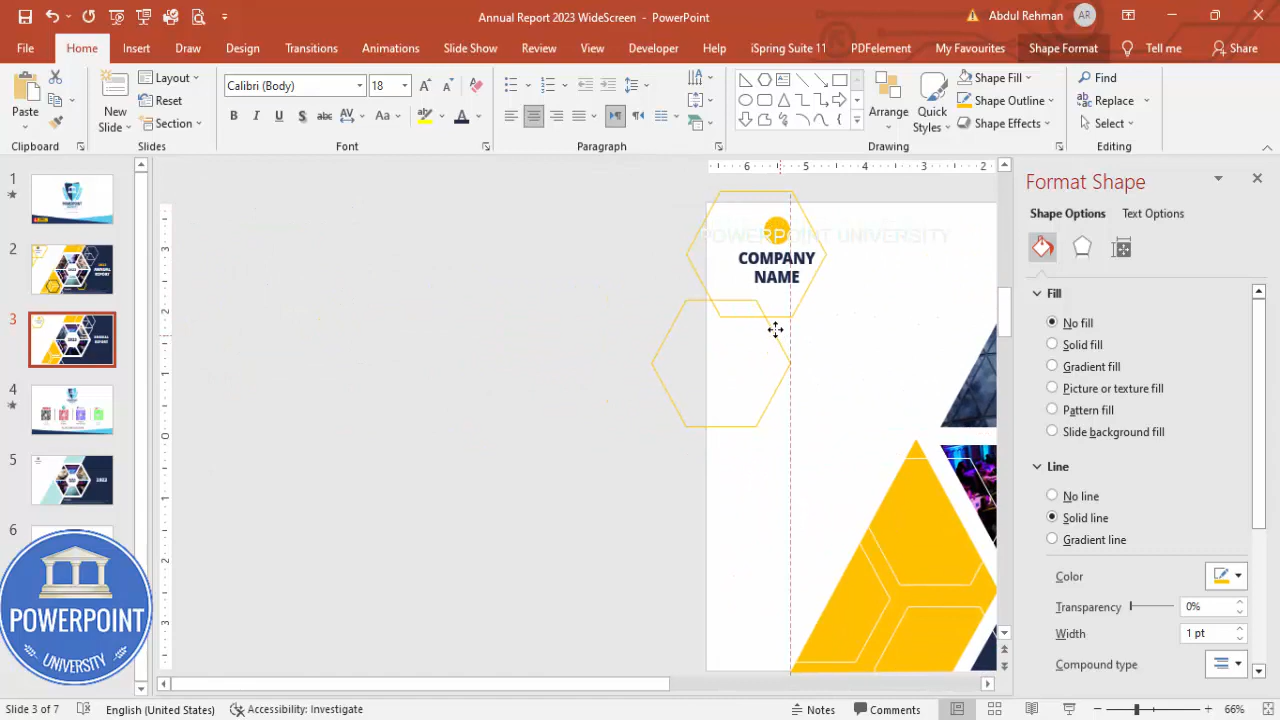 Annual Report 2023 WideScreen - PowerPoint
Abdul Rehman
AR
File
Home
Insert
Draw
Design
Transitions
Animations
Slide Show
Review
View
Developer
Help
iSpring Suite 11
PDFelement
My Favourites
Shape Format
Tell me
Share
Paste
Clipboard
New
Slide
Layout
Reset
Section
Slides
Calibri (Body)
18
Font
Paragraph
Arrange
Quick
Styles
Shape Fill
Shape Outline
Shape Effects
Drawing
Find
Replace
Select
Editing
1
2
3
4
5
6
POWERPOINT UNIVERSITY
COMPANY
NAME
POWERPOINT
UNIVERSITY
Format Shape
Shape Options
Text Options
Fill
No fill
Solid fill
Gradient fill
Picture or texture fill
Pattern fill
Slide background fill
Line
No line
Solid line
Gradient line
Color
Transparency
0%
Width
1 pt
Compound type
Slide 3 of 7
English (United States)
Accessibility: Investigate
Notes
Comments
66%